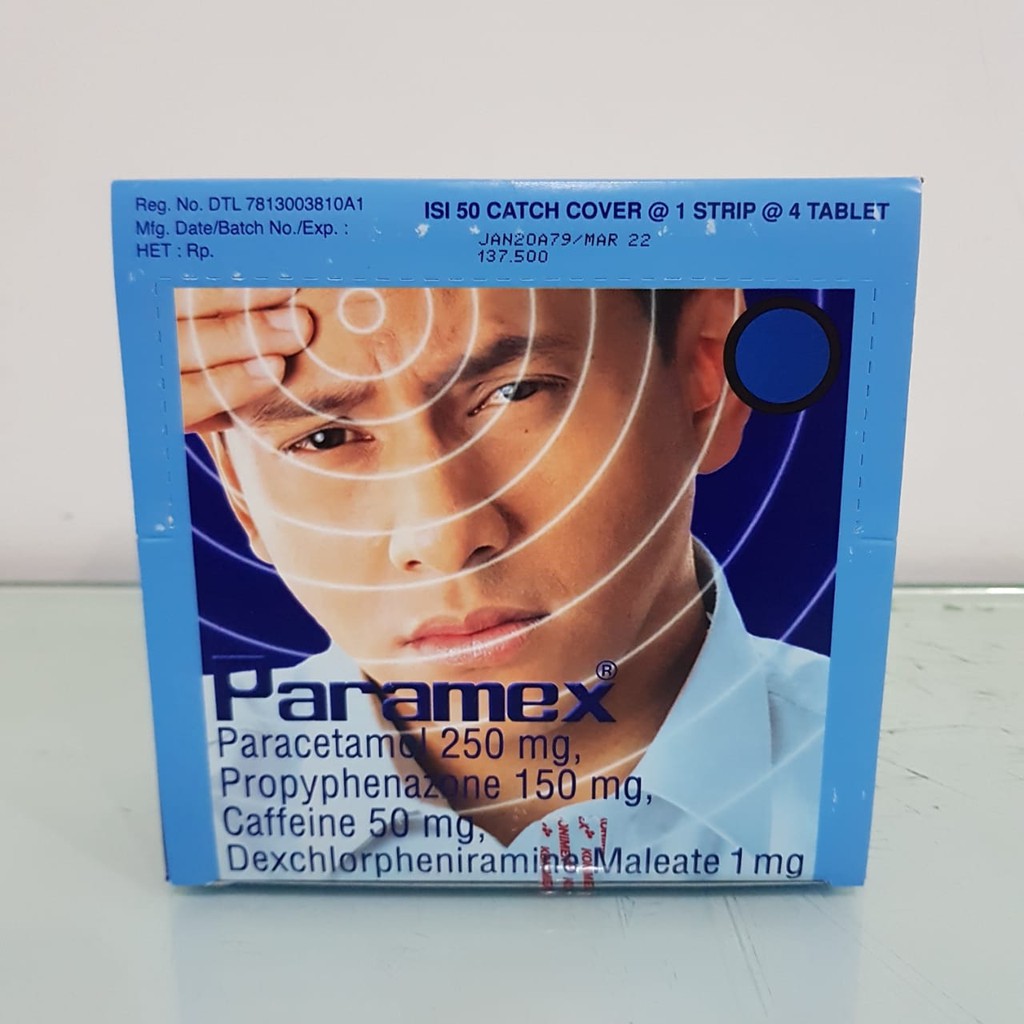 Reg. No. DTL 7813003810A1
ISI 50 CATCH COVER @ 1 STRIP @ 4 TABLET
Mfg. Date/Batch No./Exp. :
JAN20A79/MAR 22
HET : Rp.
137.500
Paramex®
Paracetamol 250 mg,
Propyphenazone 150 mg,
Caffeine 50 mg,
Dexchlorpheniramine Maleate 1 mg